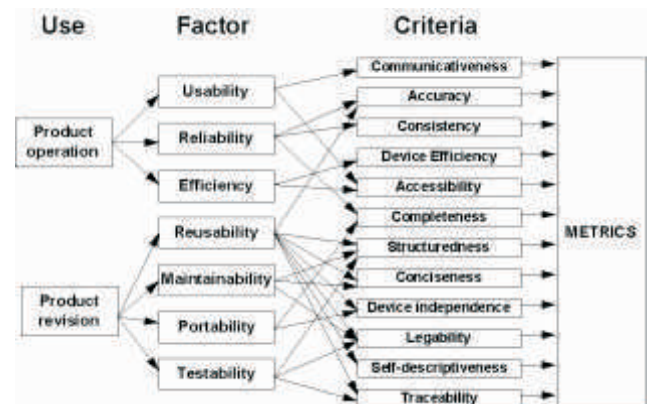 Use Factor Criteria
Communicativeness
Usability
Accuracy
Product
operation
Reliability
Consistency
Device Efficiency
Efficiency
Accessibility
Completeness
Reusability
Structuredness
METRICS
Maintainability
Conciseness
Product
revision
Device independence
Portability
Legability
Testability
Self-descriptiveness
Traceability